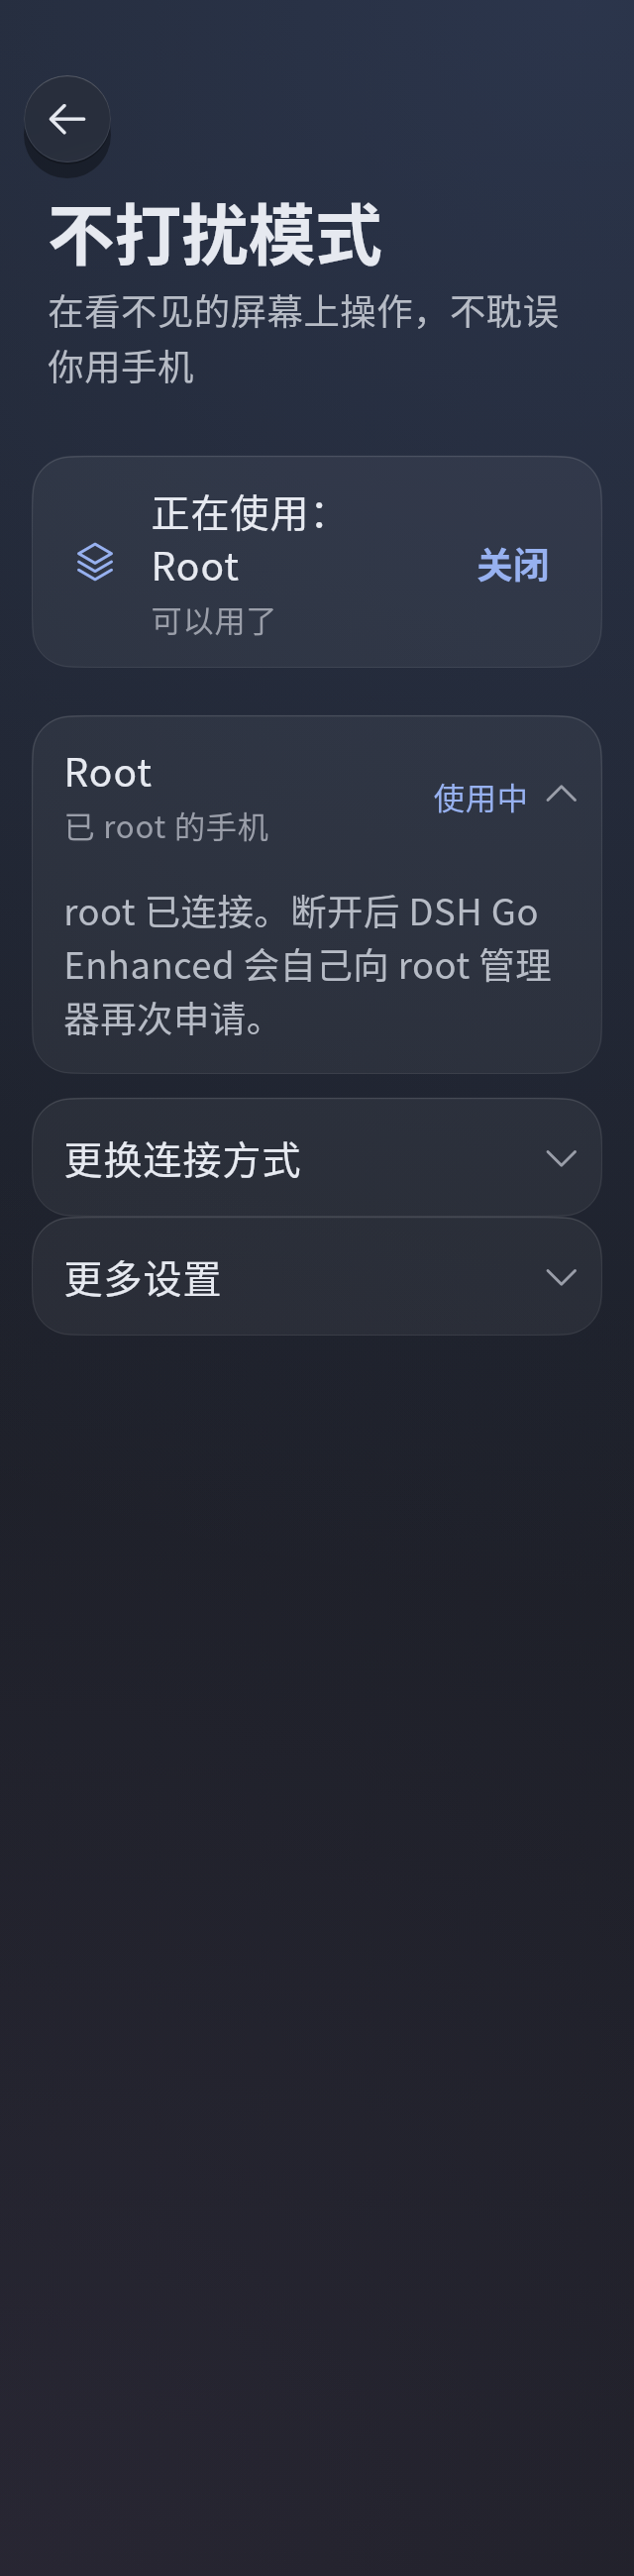 不打扰模式
在看不见的屏幕上操作，不耽误
你用手机
正在使用：
Root
可以用了
关闭
Root
已 root 的手机
使用中
root 已连接。断开后 DSH Go
Enhanced 会自己向 root 管理
器再次申请。
更换连接方式
更多设置